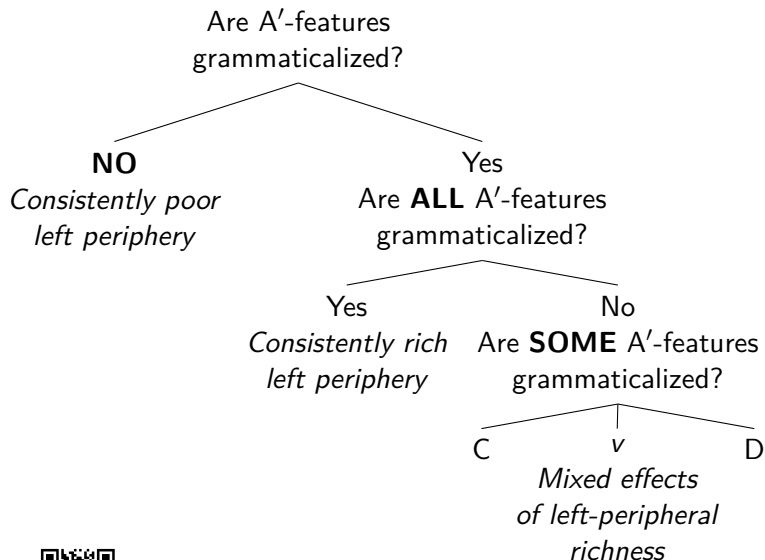 Are A′-features
grammaticalized?
NO
Consistently poor
left periphery
Yes
Are ALL A′-features
grammaticalized?
Yes
Consistently rich
left periphery
No
Are SOME A′-features
grammaticalized?
C
v
D
Mixed effects
of left-peripheral
richness